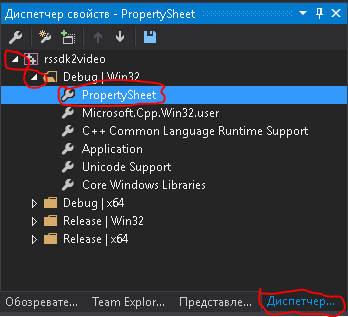 Диспетчер свойств - PropertySheet
rssdk2video
Debug | Win32
PropertySheet
Microsoft.Cpp.Win32.user
C++ Common Language Runtime Support
Application
Unicode Support
Core Windows Libraries
Debug | x64
Release | Win32
Release | x64
Обозревате... Team Explor... Представле... Диспетчер...